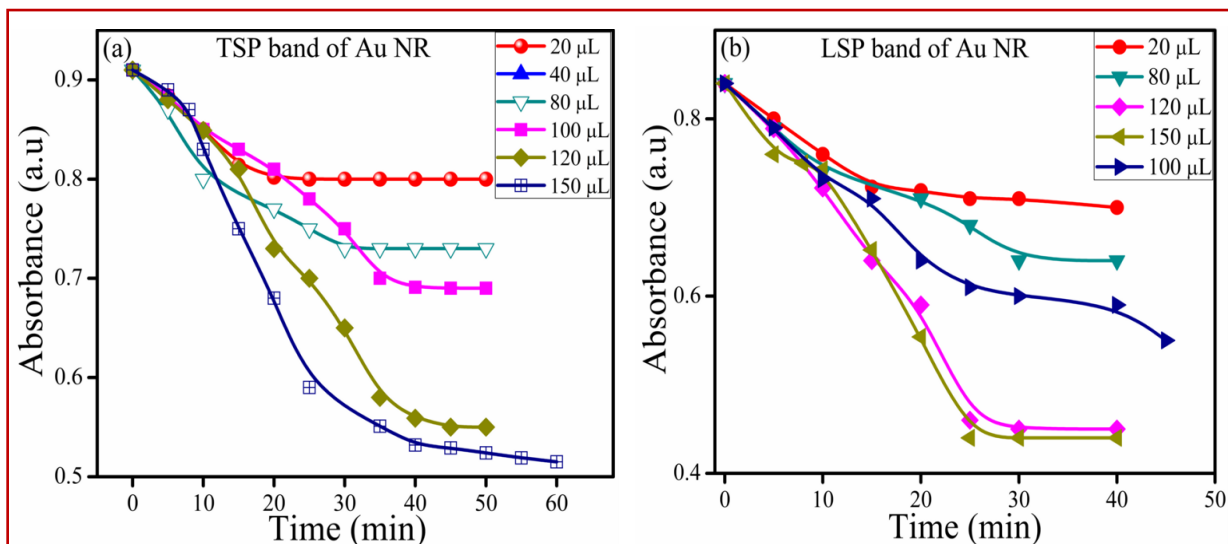 (a)
TSP band of Au NR
20 μL
40 μL
80 μL
100 μL
120 μL
150 μL
0.9
0.8
0.7
0.6
0.5
Absorbance (a.u)
0 10 20 30 40 50 60
Time (min)
(b)
LSP band of Au NR
20 μL
80 μL
120 μL
150 μL
100 μL
0.8
0.6
0.4
Absorbance (a.u)
0 10 20 30 40 50
Time (min)